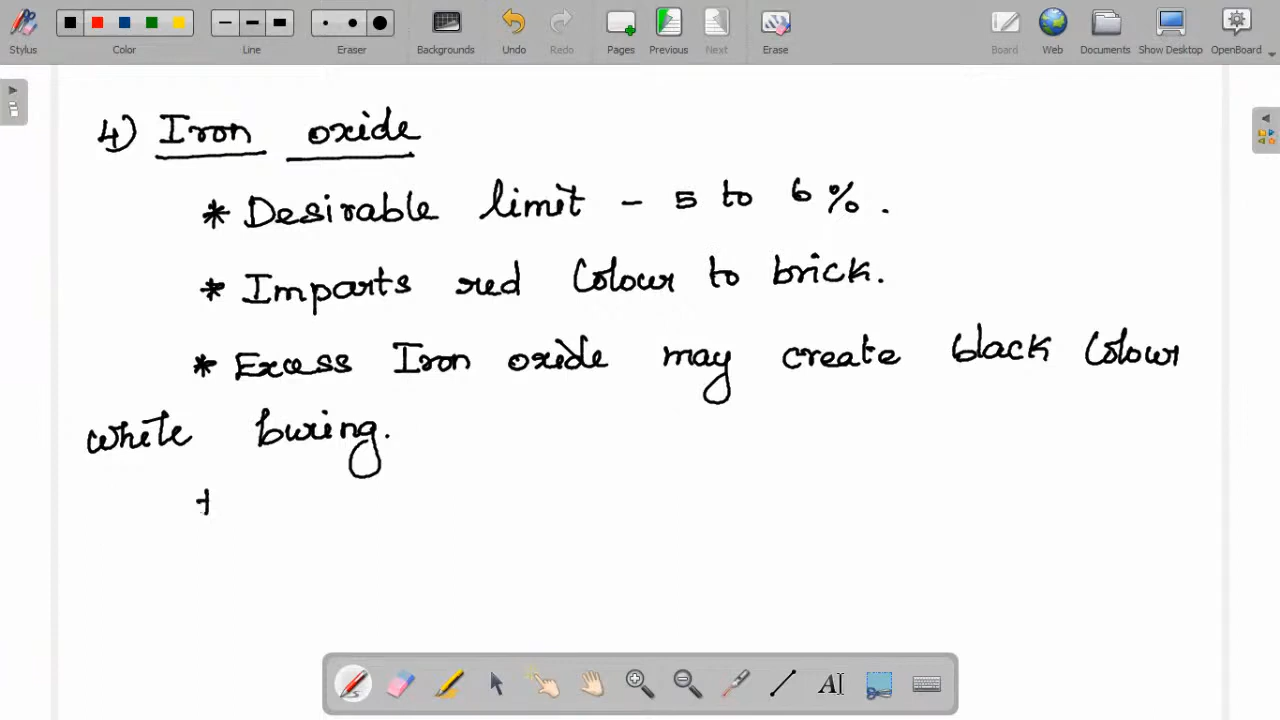 Stylus Color Line Eraser Backgrounds Undo Redo Pages Previous Next Erase Board Web Documents Show Desktop OpenBoard
4) Iron oxide
* Desirable limit - 5 to 6 %.
* Imparts red Colour to brick.
* Excess Iron oxide may create black Colour
white buring.